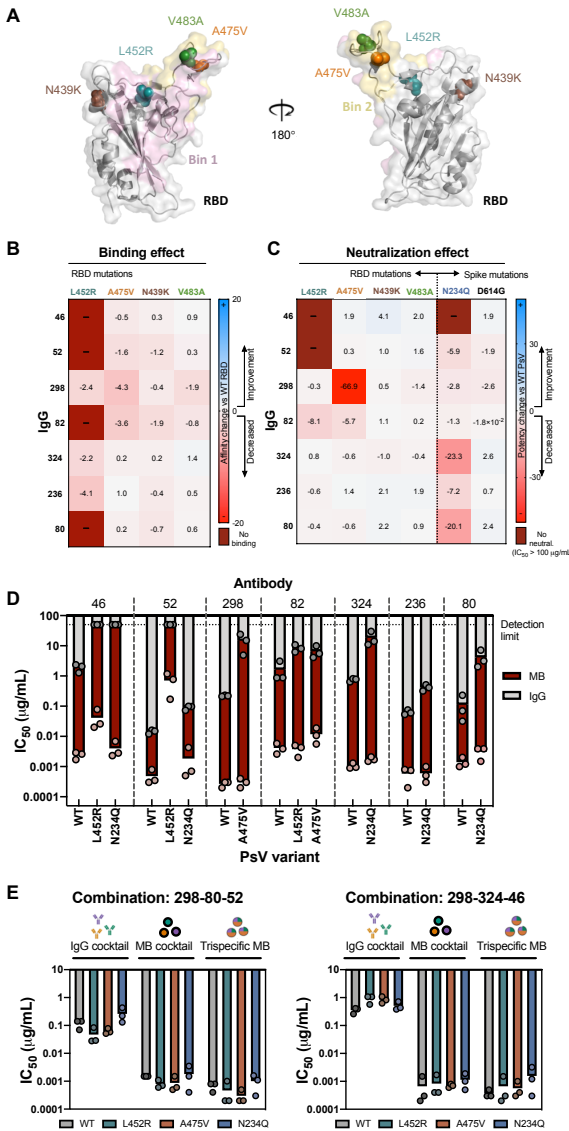 A
V483A
A475V
L452R
N439K
Bin 1
RBD
180°
V483A
A475V
L452R
N439K
Bin 2
RBD
B
Binding effect
RBD mutations
L452R A475V N439K V483A
IgG
46 – -0.5 0.3 0.9
52 – -1.6 -1.2 0.3
298 -2.4 -4.3 -0.4 -1.9
82 – -3.6 -1.9 -0.8
324 -2.2 0.2 0.2 1.4
236 -4.1 1.0 -0.4 0.5
80 – 0.2 -0.7 0.6
20
+
Affinity change vs WT RBD
0
Improvement
Decreased
–
-20
No
binding
C
Neutralization effect
RBD mutations Spike mutations
L452R A475V N439K V483A N234Q D614G
IgG
46 – 1.9 4.1 2.0 – 1.9
52 – 0.3 1.0 1.6 -5.9 -1.9
298 -0.3 -66.9 0.5 -1.4 -2.8 -2.6
82 -8.1 -5.7 1.1 0.2 -1.3 -1.8×10-2
324 0.8 -0.6 -1.0 -0.4 -23.3 2.6
236 -0.6 1.4 2.1 1.9 -7.2 0.7
80 -0.4 -0.6 2.2 0.9 -20.1 2.4
+
30
Potency change vs WT PsV
0
Improvement
Decreased
-30
–
No
neutral.
(IC50 > 100 µg/mL)
D
Antibody
46 52 298 82 324 236 80
IC50 (µg/mL)
100
10
1
0.1
0.01
0.001
0.0001
Detection
limit
MB
IgG
WT L452R N234Q WT L452R N234Q WT A475V WT L452R A475V WT N234Q WT N234Q WT N234Q
PsV variant
E
Combination: 298-80-52
IgG cocktail MB cocktail Trispecific MB
IC50 (µg/mL)
10
1
0.1
0.01
0.001
0.0001
WT L452R A475V N234Q
Combination: 298-324-46
IgG cocktail MB cocktail Trispecific MB
IC50 (µg/mL)
10
1
0.1
0.01
0.001
0.0001
WT L452R A475V N234Q